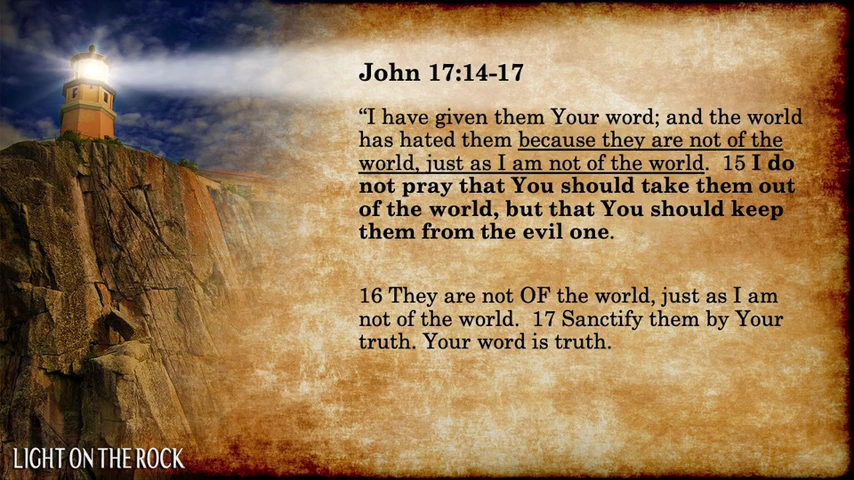 John 17:14-17
“I have given them Your word; and the world
has hated them because they are not of the
world, just as I am not of the world.  15 I do
not pray that You should take them out
of the world, but that You should keep
them from the evil one.
16 They are not OF the world, just as I am
not of the world.  17 Sanctify them by Your
truth. Your word is truth.
LIGHT ON THE ROCK